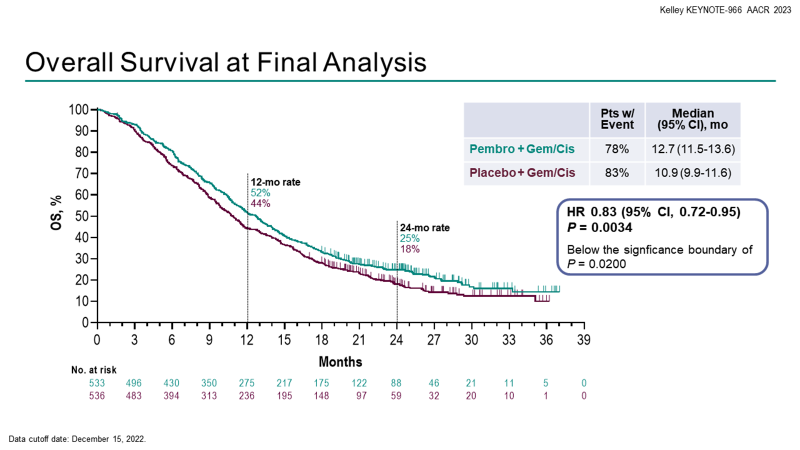 Kelley KEYNOTE-966 AACR 2023
Overall Survival at Final Analysis
Pts w/ Event Median (95% CI), mo
Pembro + Gem/Cis 78% 12.7 (11.5-13.6)
Placebo + Gem/Cis 83% 10.9 (9.9-11.6)
HR 0.83 (95% CI, 0.72-0.95)
P = 0.0034
Below the signficance boundary of
P = 0.0200
OS, %
100
90
80
70
60
50
40
30
20
10
0
12-mo rate
52%
44%
24-mo rate
25%
18%
0 3 6 9 12 15 18 21 24 27 30 33 36 39
Months
No. at risk
533 496 430 350 275 217 175 122 88 46 21 11 5 0
536 483 394 313 236 195 148 97 59 32 20 10 1 0
Data cutoff date: December 15, 2022.